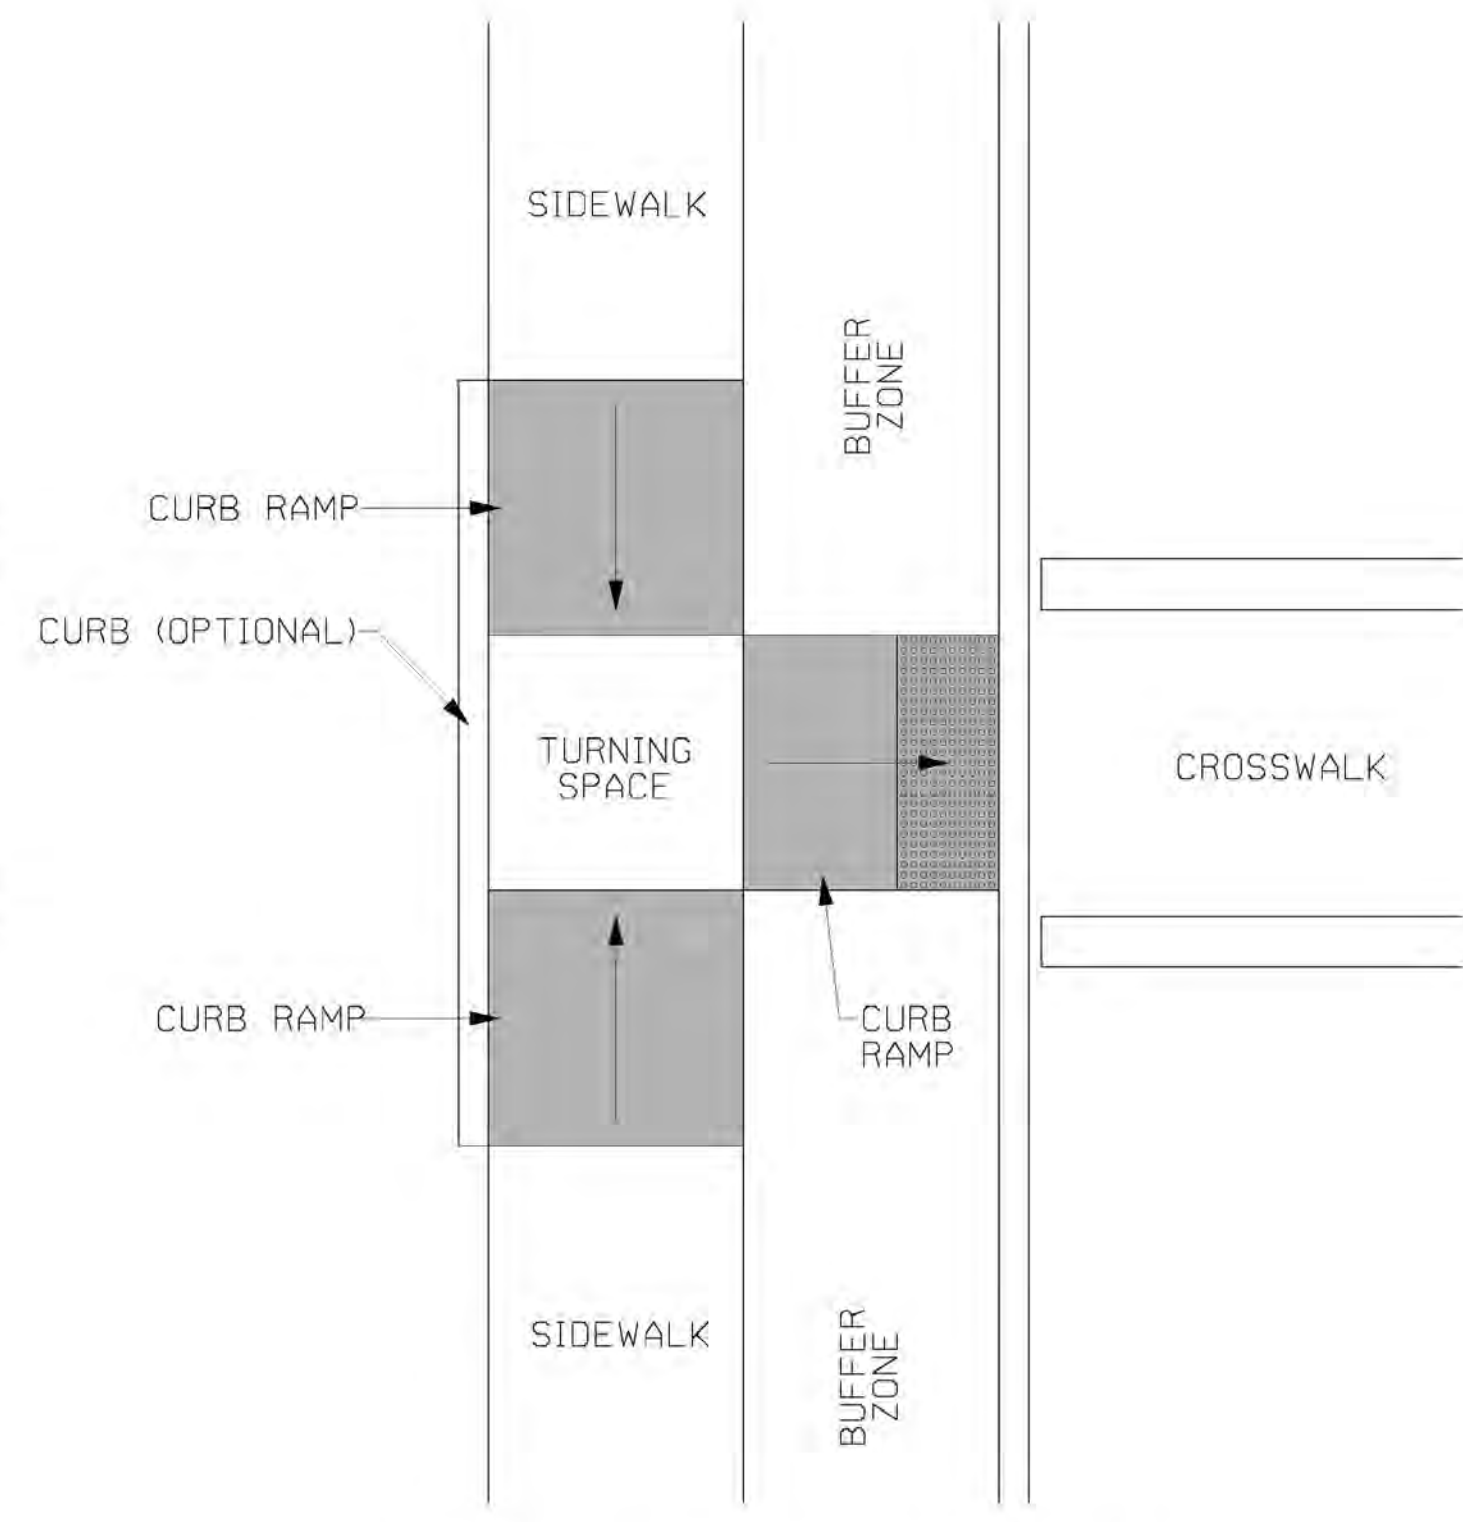 SIDEWALK
BUFFER
ZONE
CURB RAMP
CURB (OPTIONAL)
TURNING
SPACE
CROSSWALK
CURB RAMP
CURB
RAMP
SIDEWALK
BUFFER
ZONE